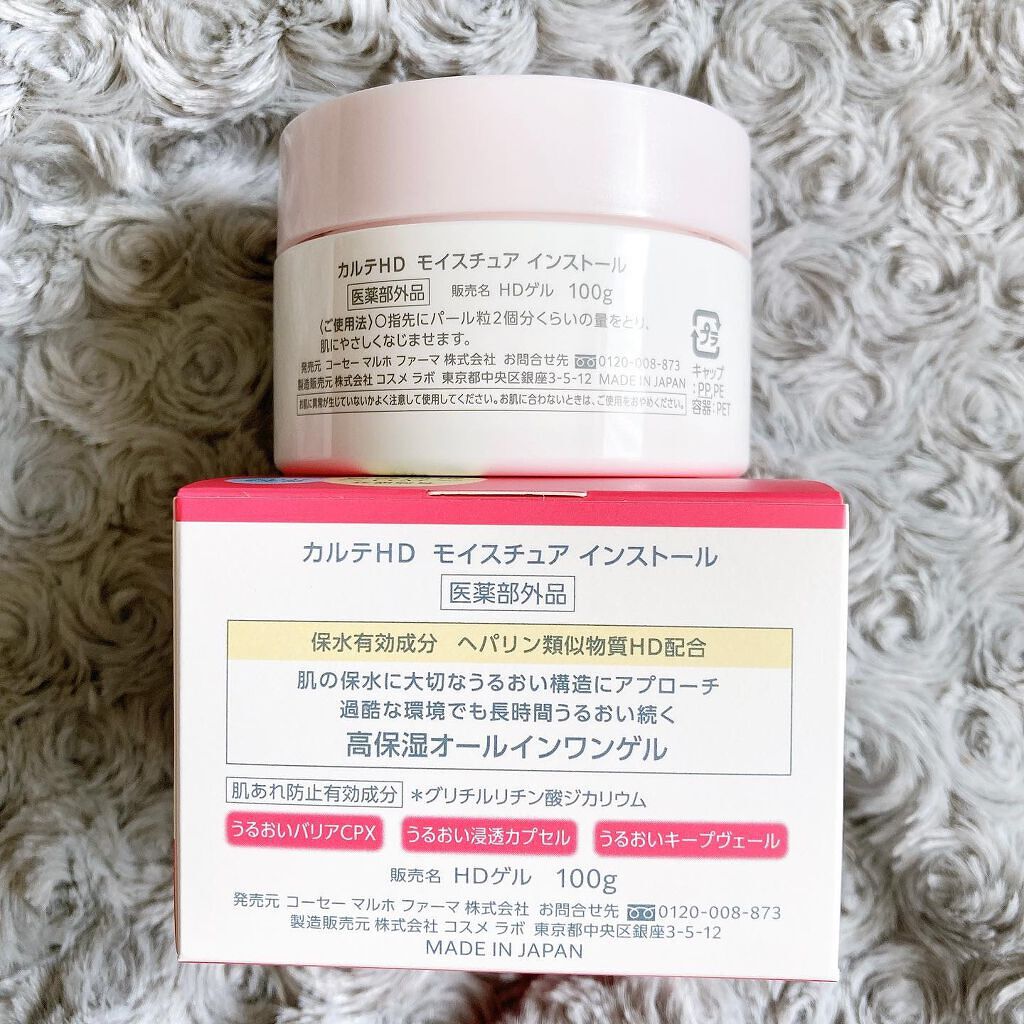 カルテHD モイスチュア インストール
医薬部外品 販売名 HDゲル 100g
〈ご使用法〉〇指先にパール粒2個分くらいの量をとり、
肌にやさしくなじませます。
発売元 コーセー マルホ ファーマ 株式会社 お問合せ先 0120-008-873
製造販売元 株式会社 コスメ ラボ 東京都中央区銀座3-5-12 MADE IN JAPAN
お肌に異常が生じていないかよく注意して使用してください。お肌に合わないときは、ご使用をおやめください。
プラ
キャップ
:PP,PE
容器:PET
カルテHD モイスチュア インストール
医薬部外品
保水有効成分 ヘパリン類似物質HD配合
肌の保水に大切なうるおい構造にアプローチ
過酷な環境でも長時間うるおい続く
高保湿オールインワンゲル
肌あれ防止有効成分 *グリチルリチン酸ジカリウム
うるおいバリアCPX うるおい浸透カプセル うるおいキープヴェール
販売名 HDゲル 100g
発売元 コーセー マルホ ファーマ 株式会社 お問合せ先 0120-008-873
製造販売元 株式会社 コスメ ラボ 東京都中央区銀座3-5-12
MADE IN JAPAN